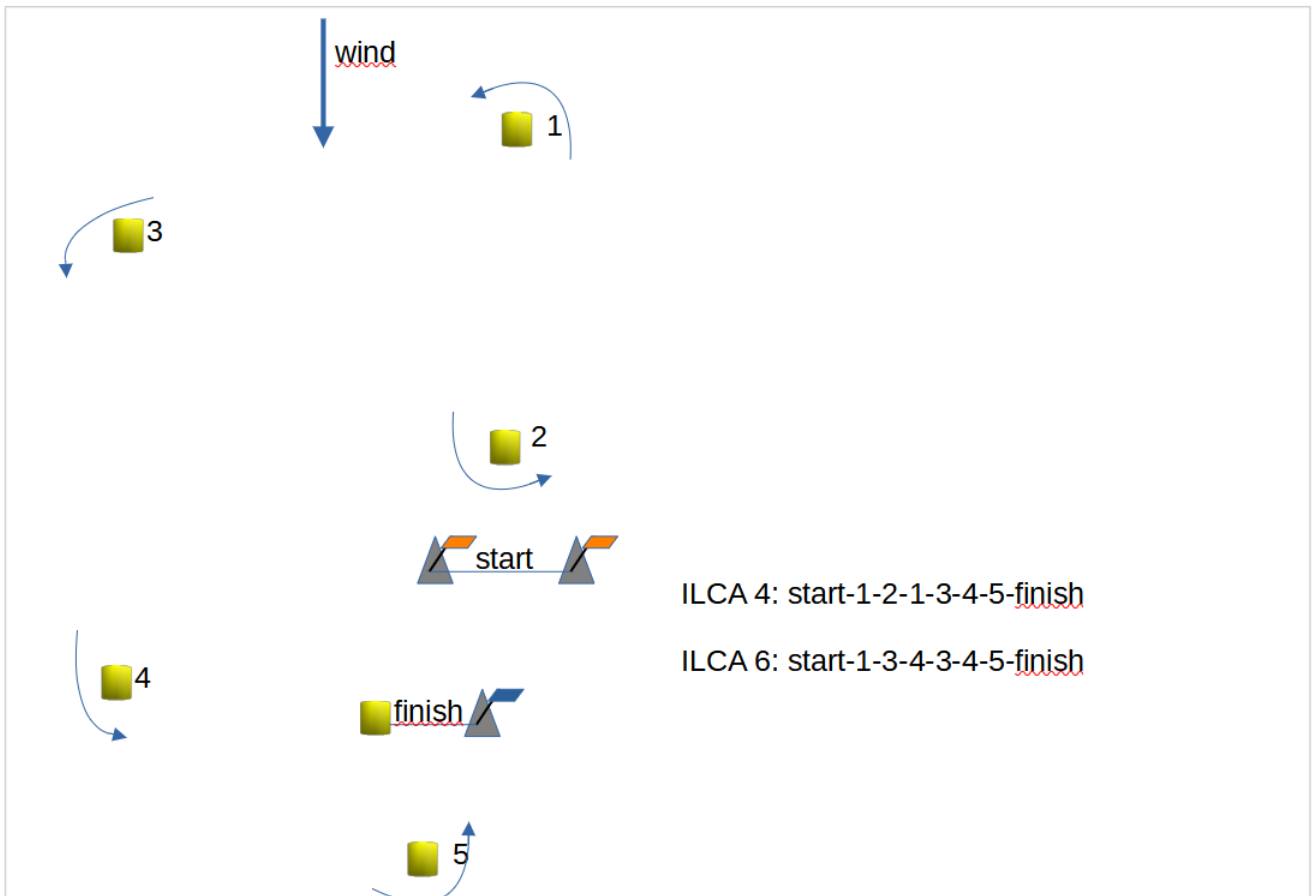 wind
1
3
2
start
ILCA 4: start-1-2-1-3-4-5-finish
ILCA 6: start-1-3-4-3-4-5-finish
4
finish
5